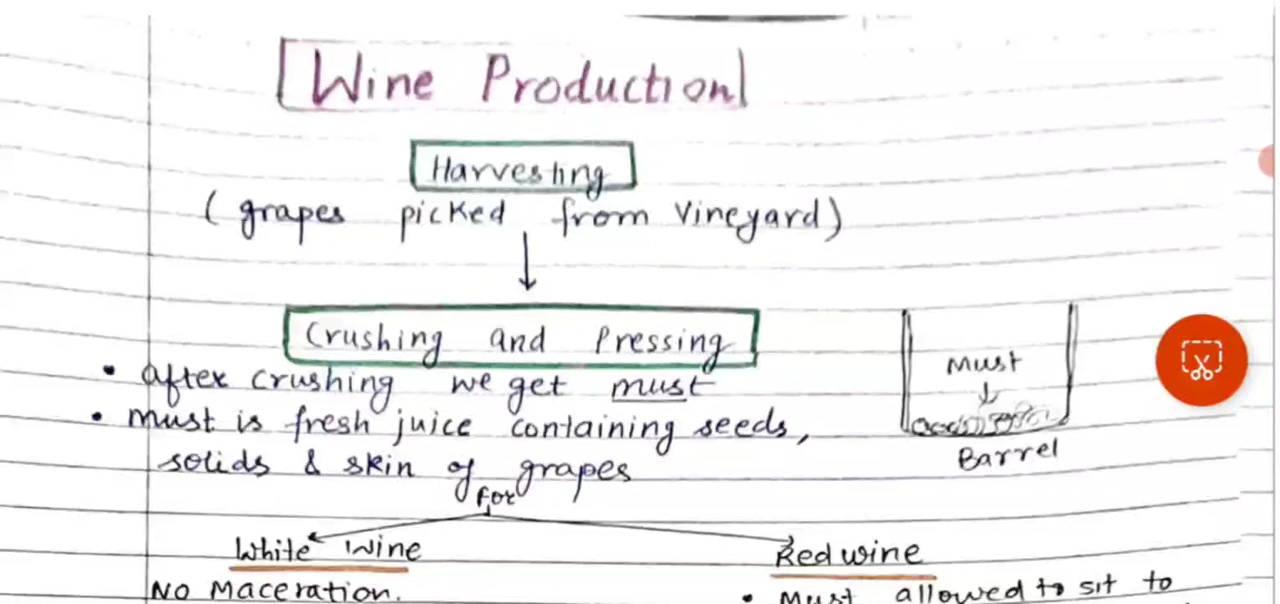 Wine Production
Harvesting
(grapes picked from vineyard)
Crushing and Pressing
• after crushing we get must
• must is fresh juice containing seeds,
solids & skin of grapes
Must
Barrel
for
White Wine
Red wine
No Maceration.
• Must allowed to sit to